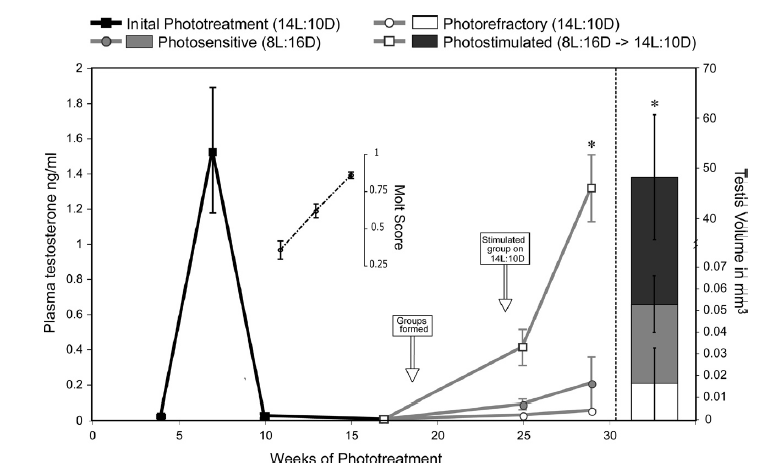 Inital Phototreatment (14L:10D)
Photorefractory (14L:10D)
Photosensitive (8L:16D)
Photostimulated (8L:16D -> 14L:10D)
Plasma testosterone ng/ml
2
1.8
1.6
1.4
1.2
1
0.8
0.6
0.4
0.2
0
*
1
0.75
0.5
0.25
Molt Score
Groups
formed
Stimulated
group on
14L:10D
*
70
60
50
40
0.07
0.06
0.05
0.04
0.03
0.02
0.01
0
Testis Volume in mm³
0
5
10
15
20
25
30
Weeks of Phototreatment